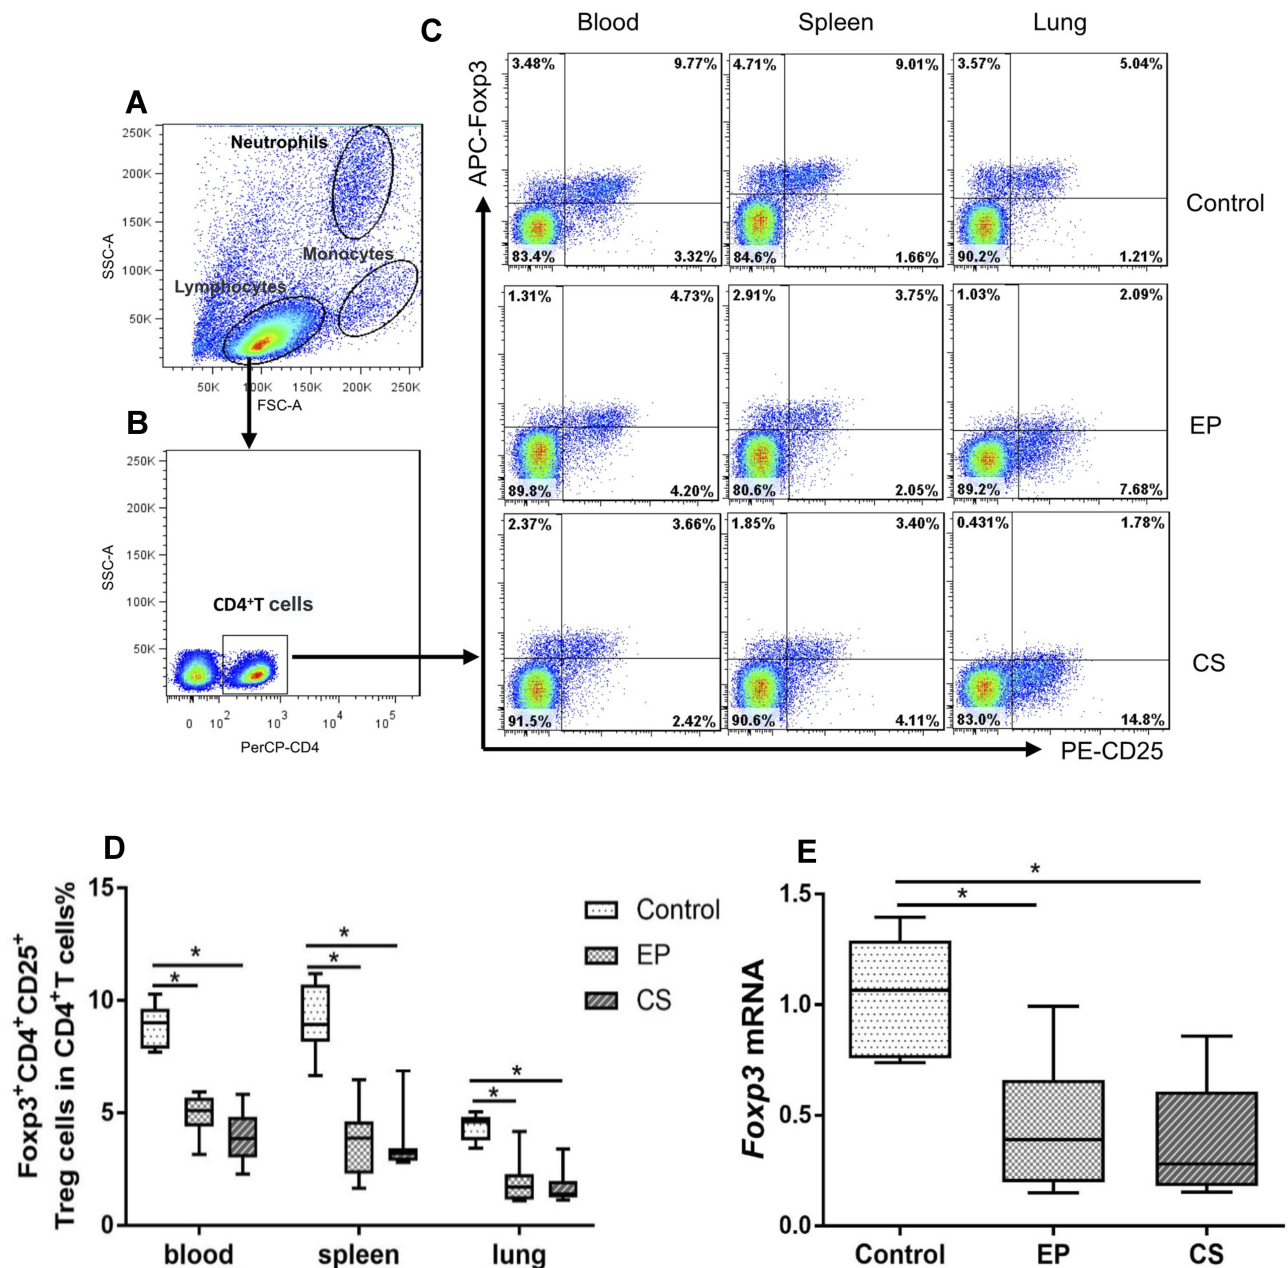 C
Blood
Spleen
Lung
APC-Foxp3
3.48%
9.77%
83.4%
3.32%
4.71%
9.01%
84.6%
1.66%
3.57%
5.04%
90.2%
1.21%
Control
1.31%
4.73%
89.8%
4.20%
2.91%
3.75%
80.6%
2.05%
1.03%
2.09%
89.2%
7.68%
EP
2.37%
3.66%
91.5%
2.42%
1.85%
3.40%
90.6%
4.11%
0.431%
1.78%
83.0%
14.8%
CS
PE-CD25
A
250K
200K
150K
100K
50K
SSC-A
Neutrophils
Monocytes
Lymphocytes
50K
100K
150K
200K
250K
FSC-A
B
250K
200K
150K
100K
50K
SSC-A
CD4⁺T cells
0
10²
10³
10⁴
10⁵
PerCP-CD4
D
Foxp3⁺CD4⁺CD25⁺
Treg cells in CD4⁺T cells%
15
10
5
0
*
*
*
*
*
*
blood
spleen
lung
Control
EP
CS
E
Foxp3 mRNA
1.5
1.0
0.5
0.0
*
*
Control
EP
CS